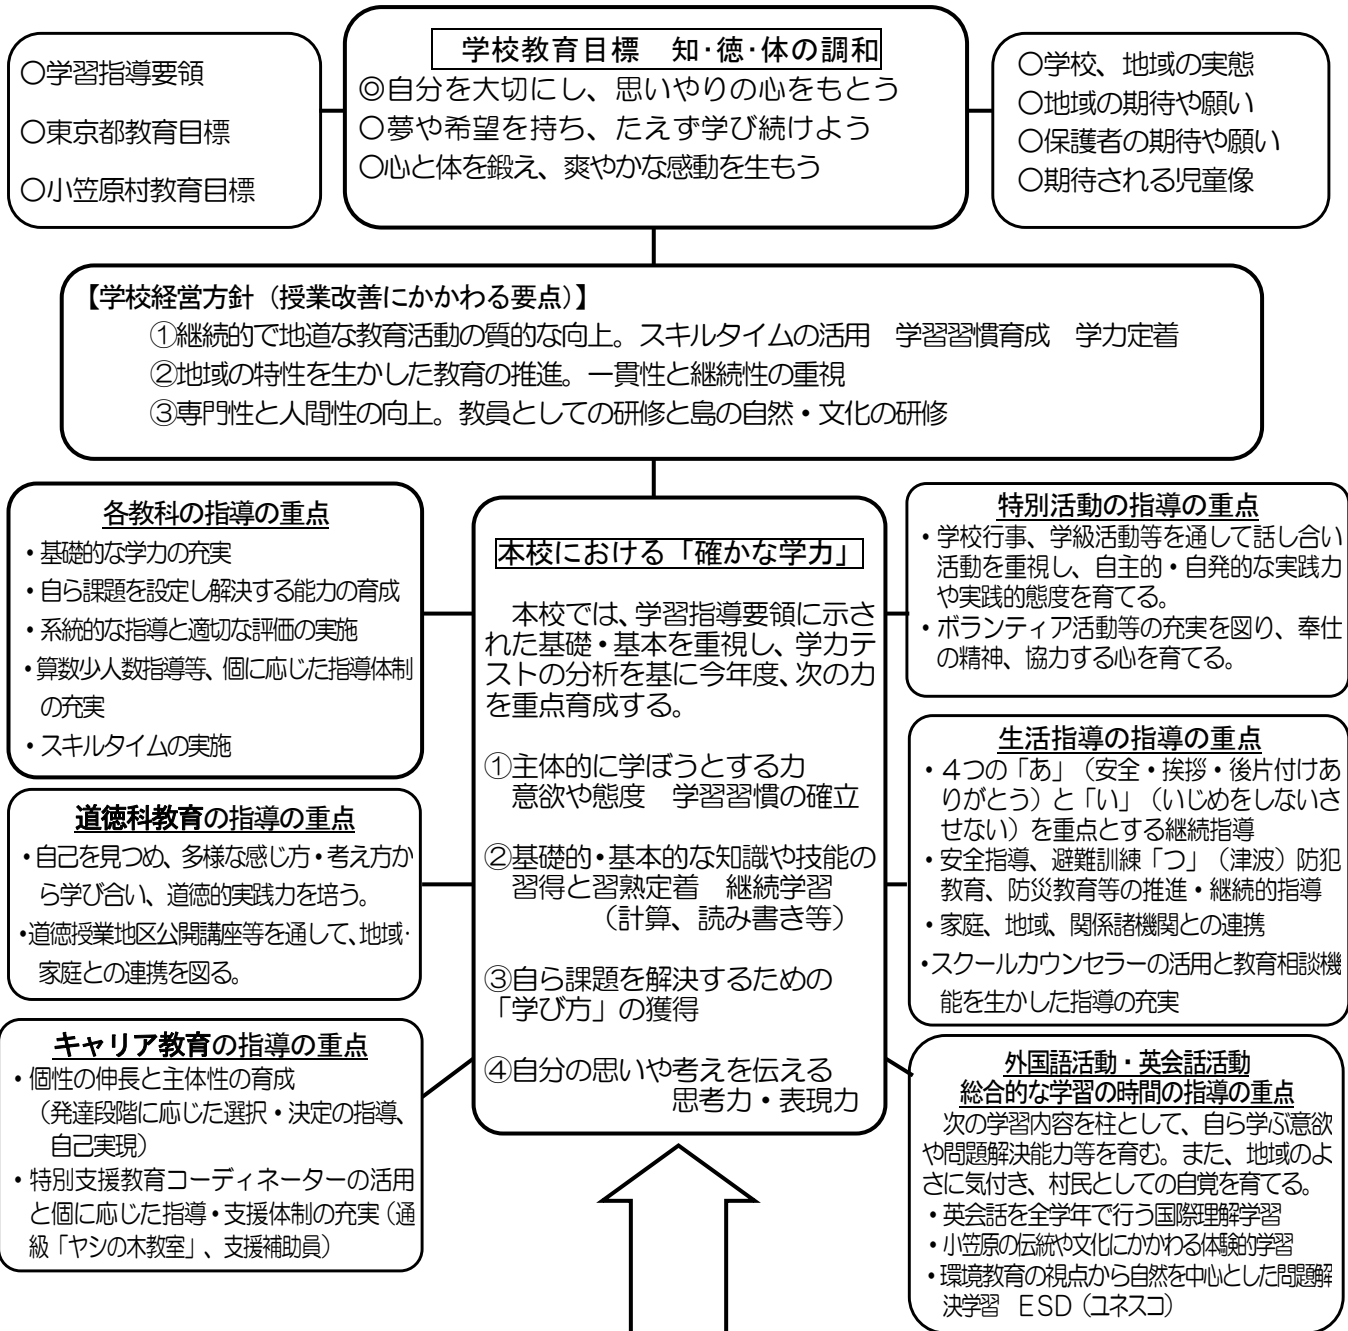 ○学習指導要領
○東京都教育目標
○小笠原村教育目標
学校教育目標　知・徳・体の調和
◎自分を大切にし、思いやりの心をもとう
○夢や希望を持ち、たえず学び続けよう
○心と体を鍛え、爽やかな感動を生もう
○学校、地域の実態
○地域の期待や願い
○保護者の期待や願い
○期待される児童像
【学校経営方針（授業改善にかかわる要点）】
①継続的で地道な教育活動の質的な向上。スキルタイムの活用　学習習慣育成　学力定着
②地域の特性を生かした教育の推進。一貫性と継続性の重視
③専門性と人間性の向上。教員としての研修と島の自然・文化の研修
各教科の指導の重点
・基礎的な学力の充実
・自ら課題を設定し解決する能力の育成
・系統的な指導と適切な評価の実施
・算数少人数指導等、個に応じた指導体制
の充実
・スキルタイムの実施
道徳科教育の指導の重点
・自己を見つめ、多様な感じ方・考え方か
ら学び合い、道徳的実践力を培う。
・道徳授業地区公開講座等を通して、地域・
家庭との連携を図る。
キャリア教育の指導の重点
・個性の伸長と主体性の育成
（発達段階に応じた選択・決定の指導、
自己実現）
・特別支援教育コーディネーターの活用
と個に応じた指導・支援体制の充実（通
級「ヤシの木教室」、支援補助員）
本校における「確かな学力」
本校では、学習指導要領に示さ
れた基礎・基本を重視し、学力テ
ストの分析を基に今年度、次の力
を重点育成する。
①主体的に学ぼうとする力
意欲や態度　学習習慣の確立
②基礎的・基本的な知識や技能の
習得と習熟定着　継続学習
（計算、読み書き等）
③自ら課題を解決するための
「学び方」の獲得
④自分の思いや考えを伝える
思考力・表現力
特別活動の指導の重点
・学校行事、学級活動等を通して話し合い
活動を重視し、自主的・自発的な実践力
や実践的態度を育てる。
・ボランティア活動等の充実を図り、奉仕
の精神、協力する心を育てる。
生活指導の指導の重点
・４つの「あ」（安全・挨拶・後片付けあ
りがとう）と「い」（いじめをしないさ
せない）を重点とする継続指導
・安全指導、避難訓練「つ」（津波）防犯
教育、防災教育等の推進・継続的指導
・家庭、地域、関係諸機関との連携
・スクールカウンセラーの活用と教育相談機
能を生かした指導の充実
外国語活動・英会話活動
総合的な学習の時間の指導の重点
次の学習内容を柱として、自ら学ぶ意欲
や問題解決能力等を育む。また、地域のよ
さに気付き、村民としての自覚を育てる。
・英会話を全学年で行う国際理解学習
・小笠原の伝統や文化にかかわる体験的学習
・環境教育の視点から自然を中心とした問題解
決学習　ＥＳＤ（ユネスコ）